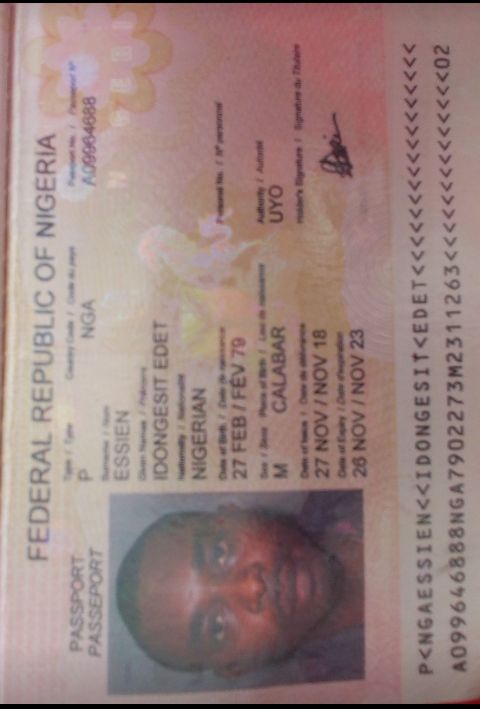 FEDERAL REPUBLIC OF NIGERIA
PASSPORT
PASSEPORT
Type / Type
Country Code / Code du pays
Passport No. / Passeport N°
P
NGA
A09964688
Surname / Nom
ESSIEN
Given Names / Prénoms
IDONGESIT EDET
Nationality / Nationalité
NIGERIAN
Date of Birth / Date de naissance
Personal No. / N° personnel
27 FEB / FÉV 79
Sex / Sexe
Place of Birth / Lieu de naissance
Authority / Autorité
M
CALABAR
UYO
Date of Issue / Date de délivrance
Holder's Signature / Signature du Titulaire
27 NOV / NOV 18
Date of Expiry / Date d'expiration
26 NOV / NOV 23
P<NGAESSIEN<<IDONGESIT<EDET<<<<<<<<<<<<<<<<<
A099646888NGA7902273M2311263<<<<<<<<<<<<<<02